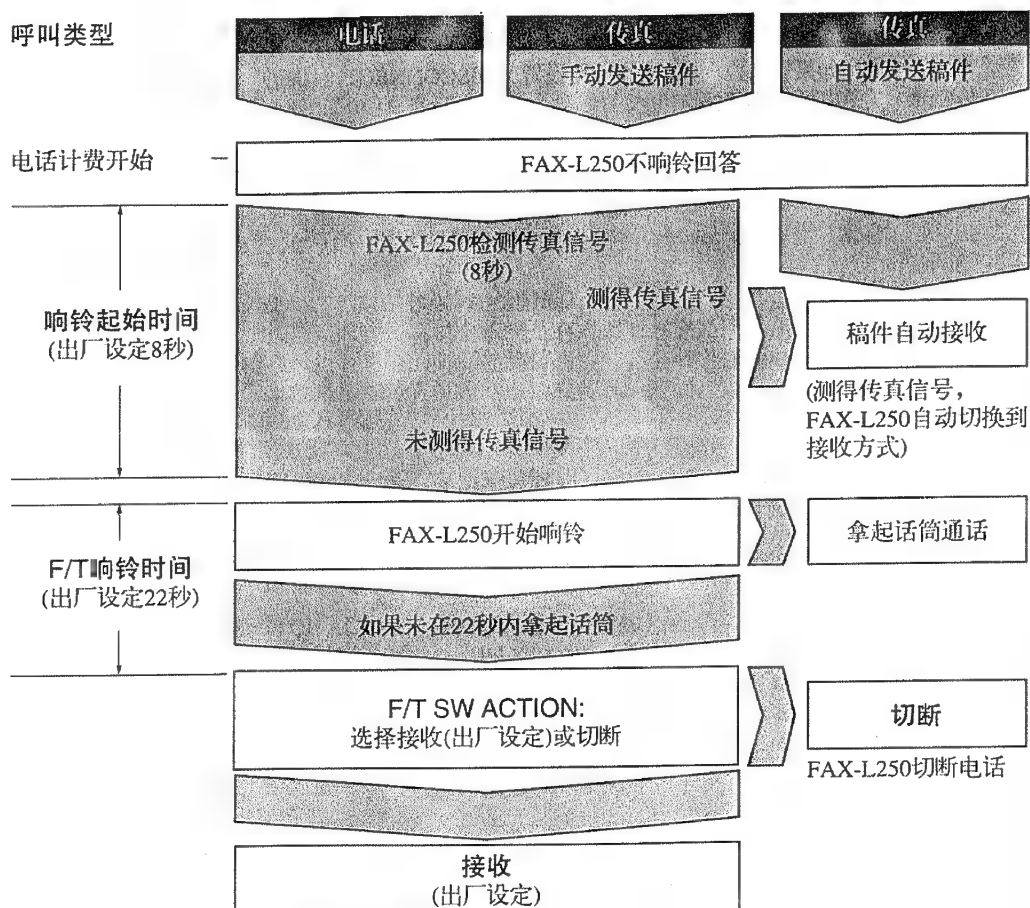 呼叫类型
电话
传真
传真
手动发送稿件
自动发送稿件
电话计费开始
FAX-L250不响铃回答
FAX-L250检测传真信号
(8秒)
测得传真信号
响铃起始时间
(出厂设定8秒)
稿件自动接收
(测得传真信号，
FAX-L250自动切换到
接收方式)
未测得传真信号
FAX-L250开始响铃
拿起话筒通话
F/T响铃时间
(出厂设定22秒)
如果未在22秒内拿起话筒
F/T SW ACTION:
选择接收(出厂设定)或切断
切断
FAX-L250切断电话
接收
(出厂设定)